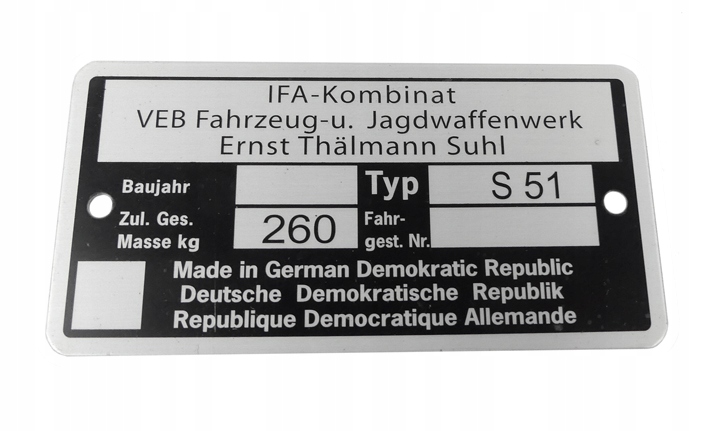 IFA-Kombinat
VEB Fahrzeug-u. Jagdwaffenwerk
Ernst Thälmann Suhl
Baujahr
Typ S 51
Zul. Ges.
Masse kg 260
Fahr-
gest. Nr.
Made in German Demokratic Republic
Deutsche Demokratische Republik
Republique Democratique Allemande